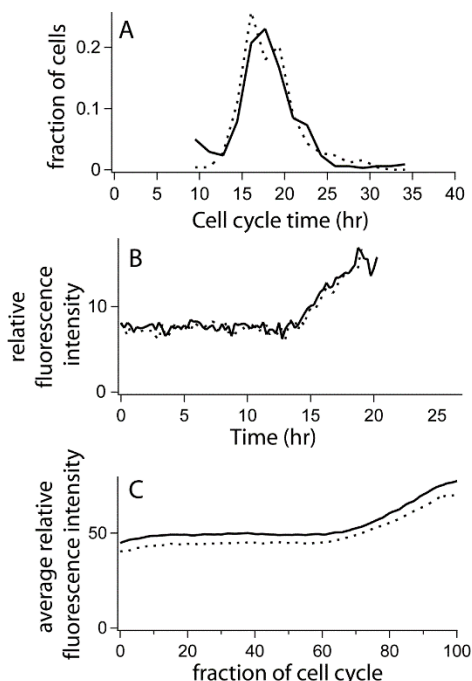 A
fraction of cells
0.2
0.1
0
0 5 10 15 20 25 30 35 40
Cell cycle time (hr)
B
relative
fluorescence
intensity
10
0
0 5 10 15 20 25
Time (hr)
C
average relative
fluorescence intensity
50
0
0 20 40 60 80 100
fraction of cell cycle